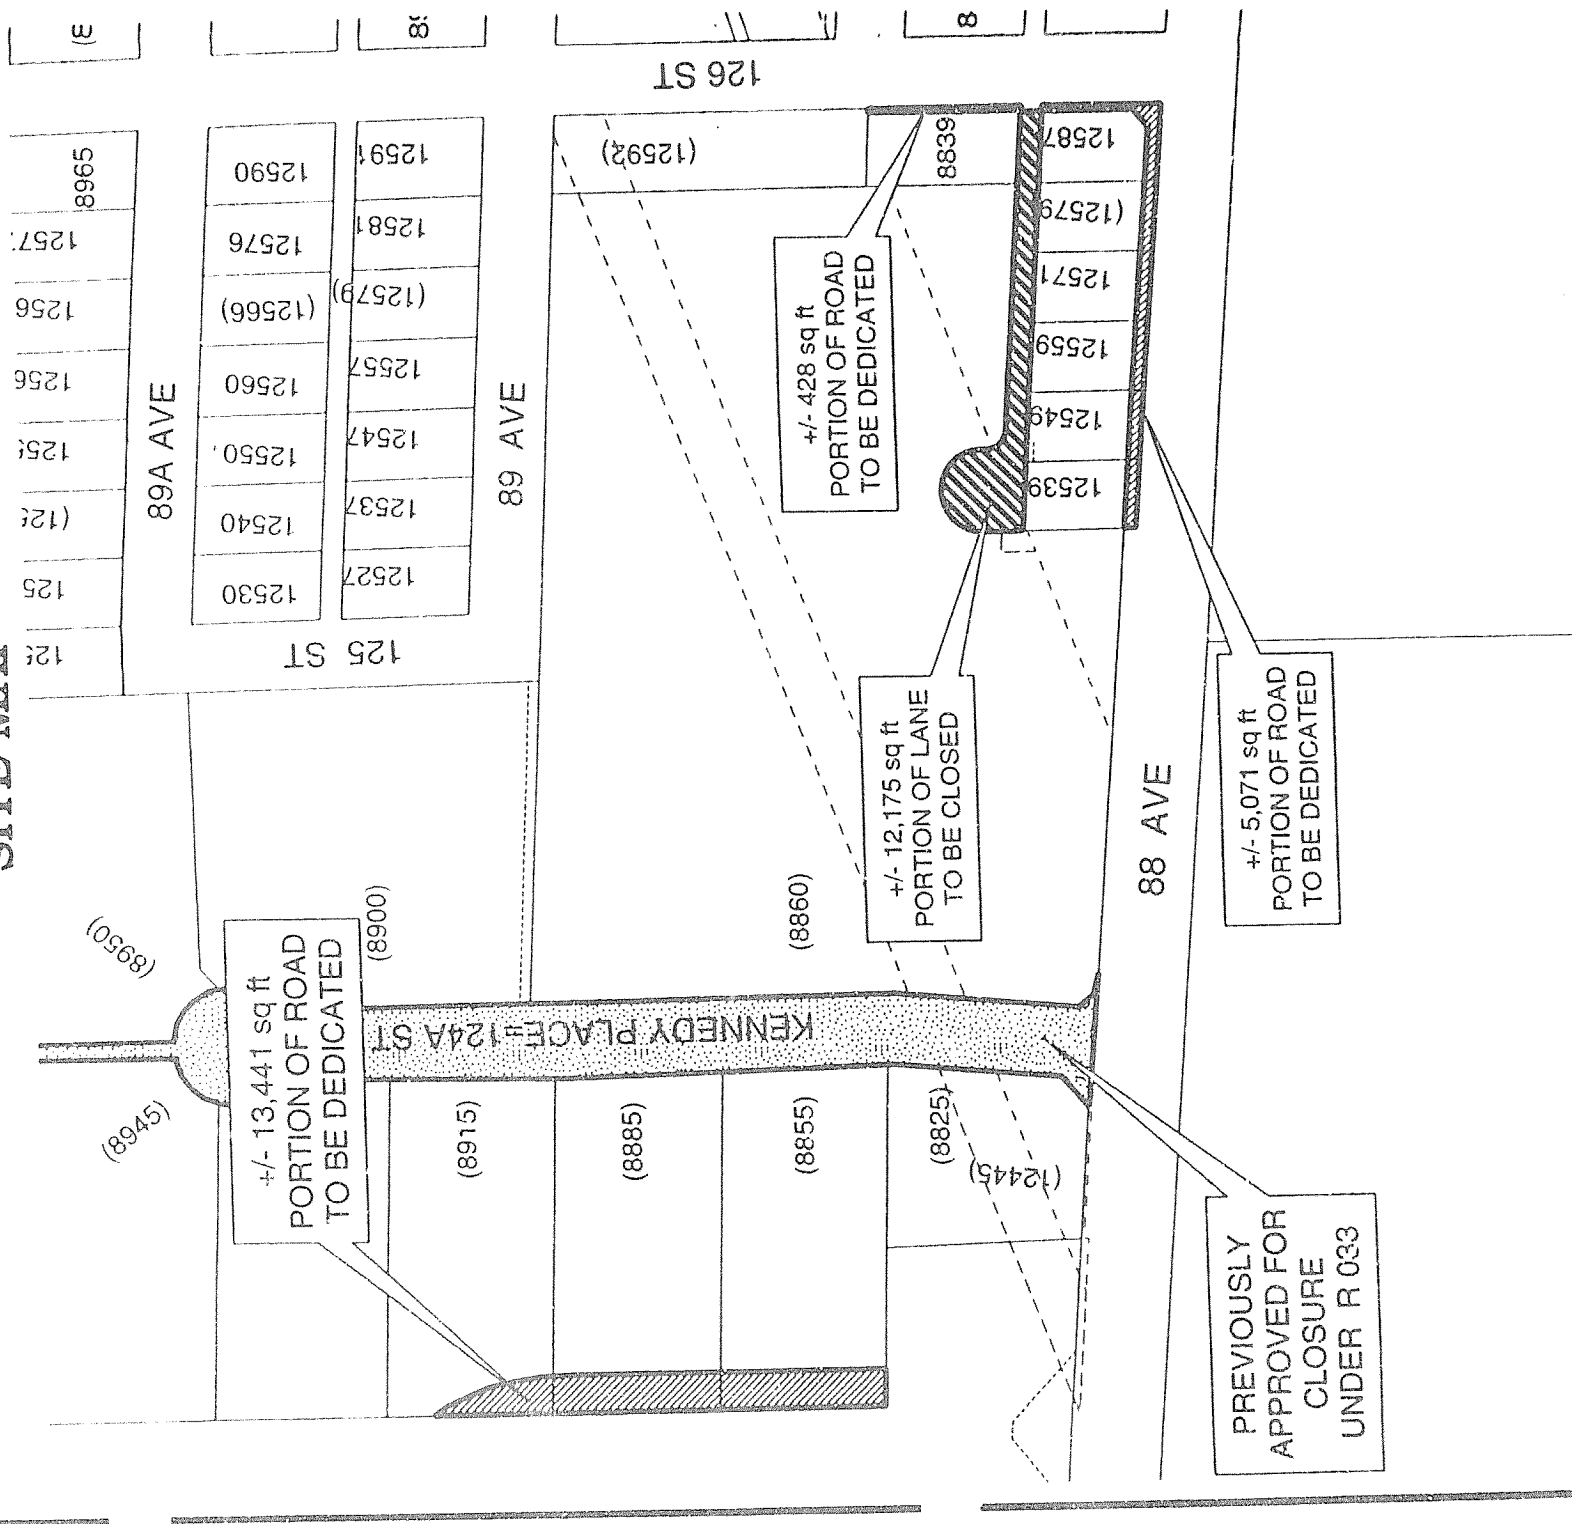 SITE MAP
126 ST
8965
12590
12576
(12566)
12560
12550
12540
12530
12591
12581
(12579)
12557
12547
12537
12527
89A AVE
89 AVE
125 ST
(12592)
8839
12587
(12579)
12571
12559
12549
12539
+/- 428 sq ft
PORTION OF ROAD
TO BE DEDICATED
+/- 12,175 sq ft
PORTION OF LANE
TO BE CLOSED
+/- 5,071 sq ft
PORTION OF ROAD
TO BE DEDICATED
88 AVE
(8950)
(8900)
(8860)
+/- 13,441 sq ft
PORTION OF ROAD
TO BE DEDICATED
KENNEDY PLACE=124A ST
(8945)
(8915)
(8885)
(8855)
(8825)
(12445)
PREVIOUSLY
APPROVED FOR
CLOSURE
UNDER R 033